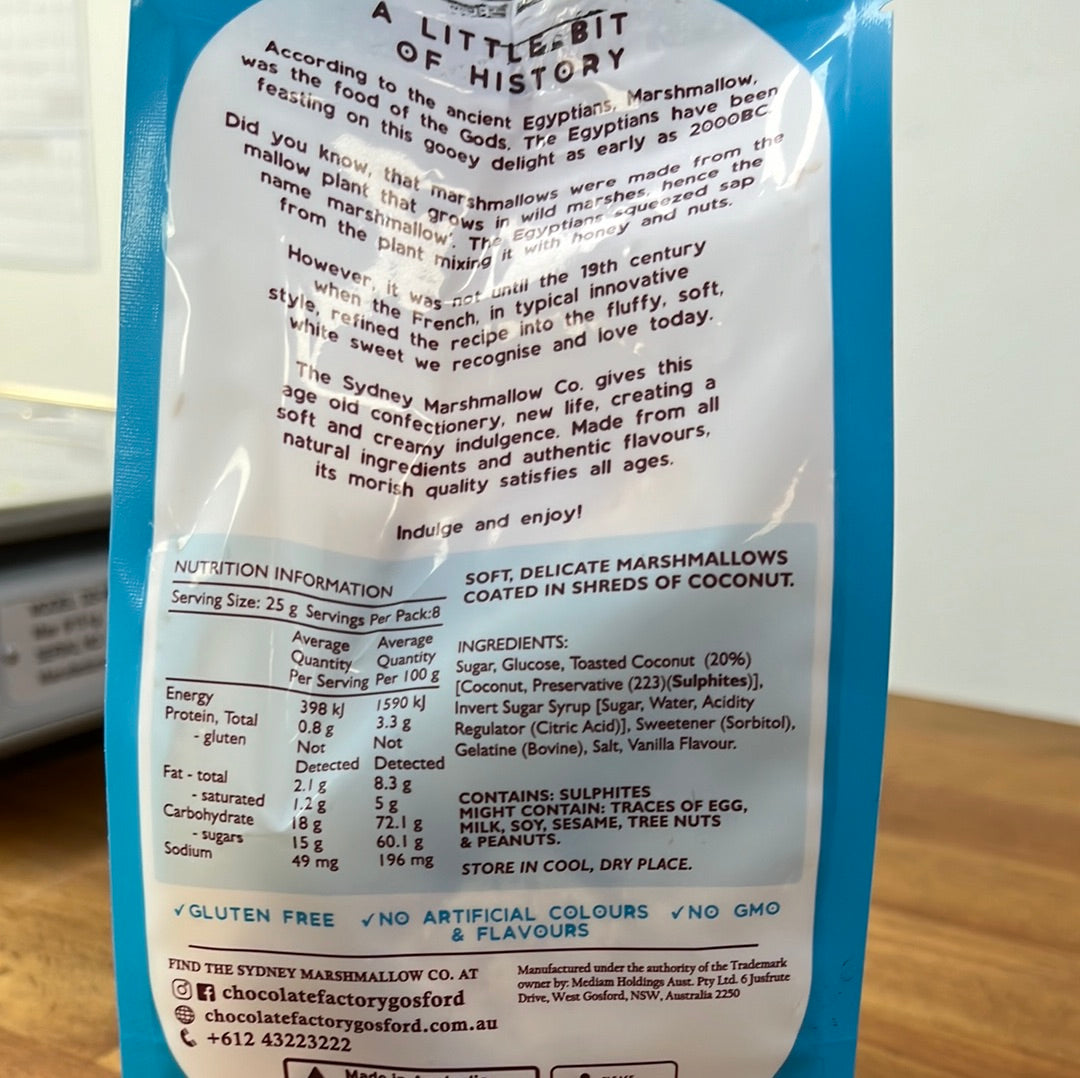 A LITTLE BIT
OF HISTORY
According to the ancient Egyptians, Marshmallow,
was the food of the Gods. The Egyptians have been
feasting on this gooey delight as early as 2000BC.
Did you know, that marshmallows were made from the
mallow plant that grows in wild marshes, hence the
name marshmallow. The Egyptians squeezed sap
from the plant mixing it with honey and nuts.
However, it was not until the 19th century
when the French, in typical innovative
style, refined the recipe into the fluffy, soft,
white sweet we recognise and love today.
The Sydney Marshmallow Co. gives this
age old confectionery, new life, creating a
soft and creamy indulgence. Made from all
natural ingredients and authentic flavours,
its morish quality satisfies all ages.
Indulge and enjoy!
NUTRITION INFORMATION
Serving Size: 25 g Servings Per Pack:8
Average Average
Quantity Quantity
Per Serving Per 100 g
Energy 398 kJ 1590 kJ
Protein, Total 0.8 g 3.3 g
- gluten Not Not
Detected Detected
Fat - total 2.1 g 8.3 g
- saturated 1.2 g 5 g
Carbohydrate 18 g 72.1 g
- sugars 15 g 60.1 g
Sodium 49 mg 196 mg
SOFT, DELICATE MARSHMALLOWS
COATED IN SHREDS OF COCONUT.
INGREDIENTS:
Sugar, Glucose, Toasted Coconut (20%)
[Coconut, Preservative (223)(Sulphites)],
Invert Sugar Syrup [Sugar, Water, Acidity
Regulator (Citric Acid)], Sweetener (Sorbitol),
Gelatine (Bovine), Salt, Vanilla Flavour.
CONTAINS: SULPHITES
MIGHT CONTAIN: TRACES OF EGG,
MILK, SOY, SESAME, TREE NUTS
& PEANUTS.
STORE IN COOL, DRY PLACE.
✓GLUTEN FREE ✓NO ARTIFICIAL COLOURS ✓NO GMO
& FLAVOURS
FIND THE SYDNEY MARSHMALLOW CO. AT
chocolatefactorygosford
chocolatefactorygosford.com.au
+612 43223222
Manufactured under the authority of the Trademark
owner by: Mediam Holdings Aust. Pty Ltd. 6 Jusfrute
Drive, West Gosford, NSW, Australia 2250
Made in